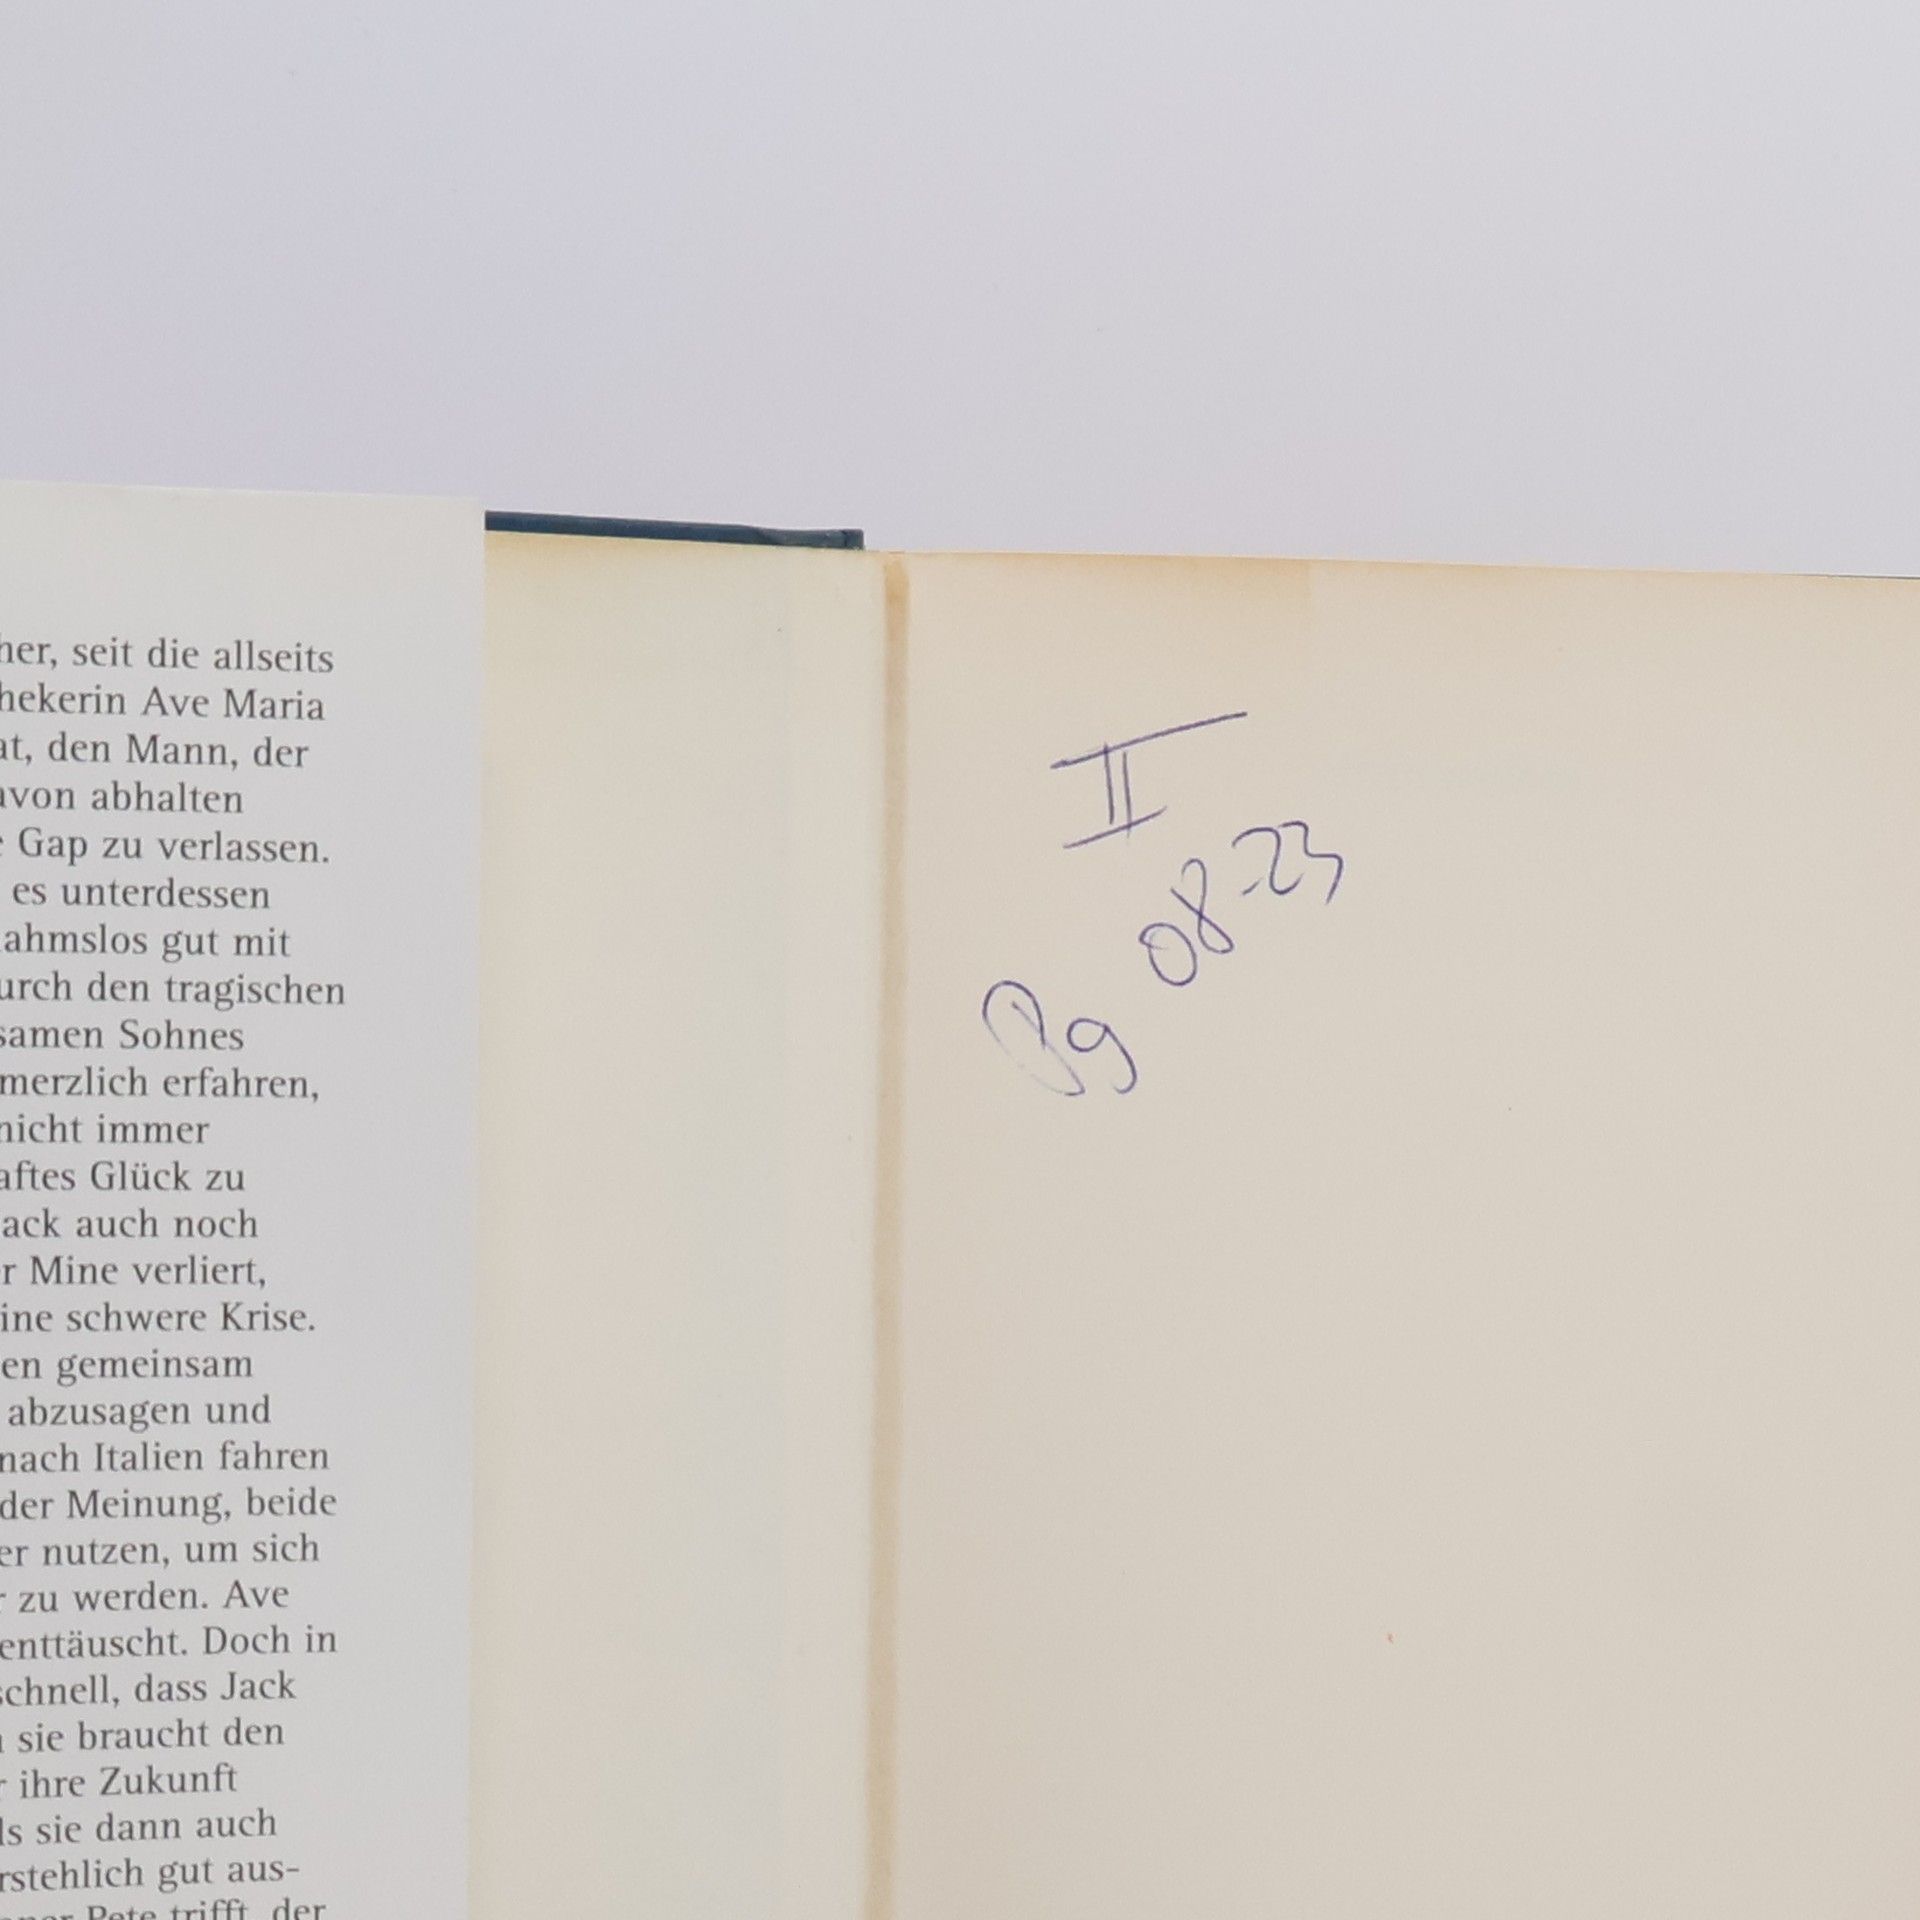 her, seit die allseits
hekerin Ave Maria
at, den Mann, der
avon abhalten
e Gap zu verlassen.
es unterdessen
ahmslos gut mit
urch den tragischen
samen Sohnes
merzlich erfahren,
nicht immer
aftes Glück zu
ack auch noch
r Mine verliert,
ine schwere Krise.
en gemeinsam
abzusagen und
nach Italien fahren
der Meinung, beide
er nutzen, um sich
r zu werden. Ave
enttäuscht. Doch in
schnell, dass Jack
sie braucht den
r ihre Zukunft
ls sie dann auch
rstehlich gut aus-
Pete trifft, der
II
08-23